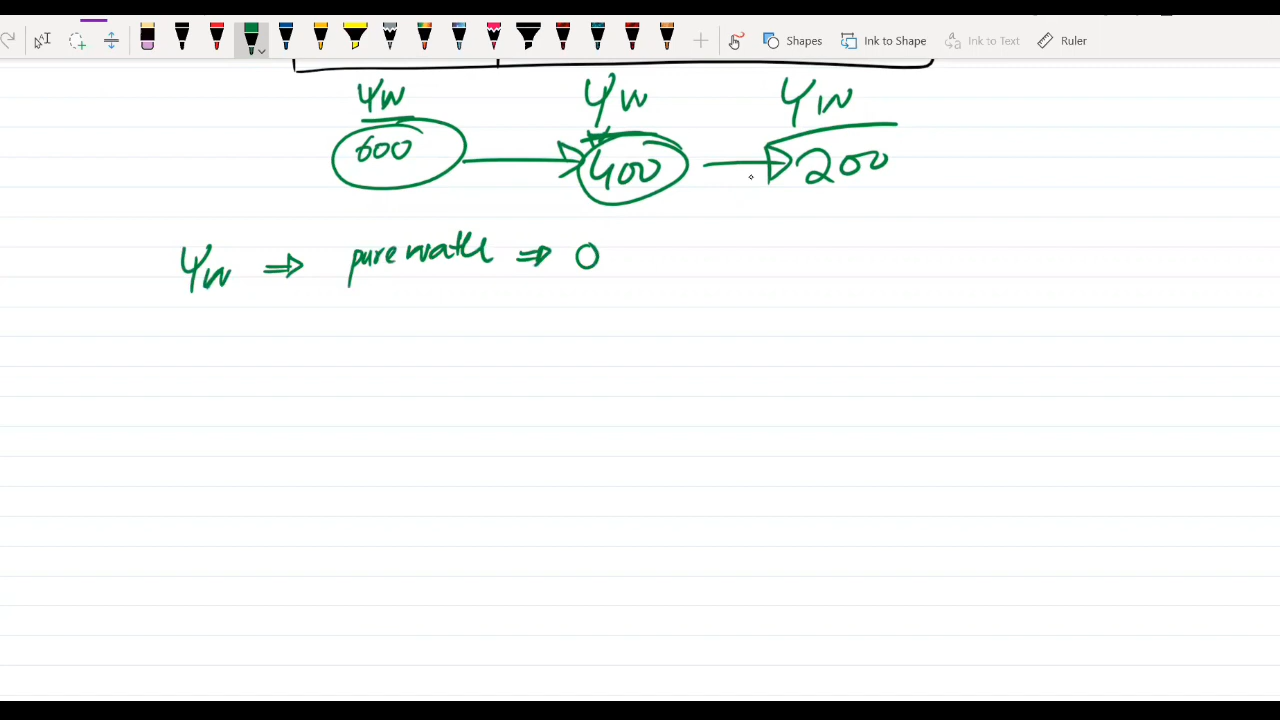 Shapes Ink to Shape Ink to Text Ruler
ψw ψw ψw
600 → 400 → 200
ψw ⇒ pure water ⇒ 0